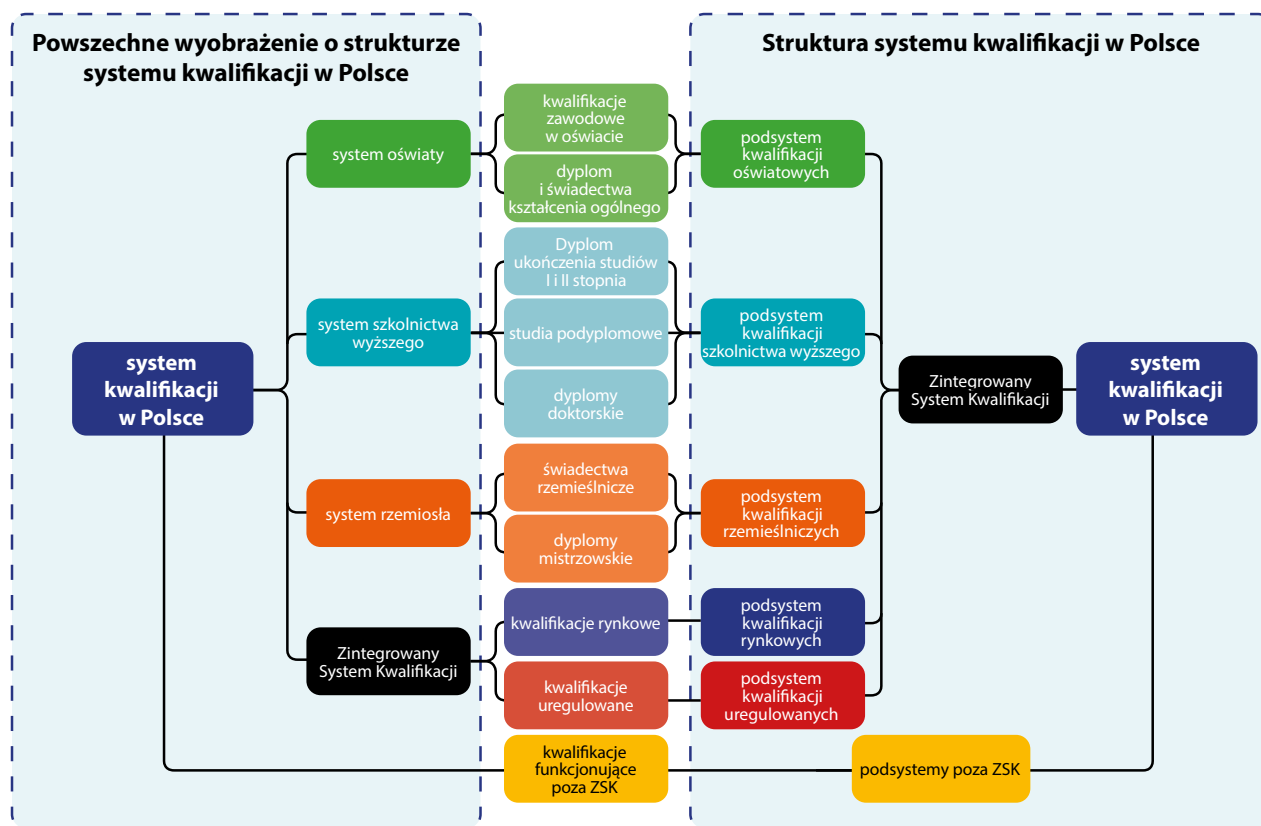 Powszechne wyobrażenie o strukturze
systemu kwalifikacji w Polsce
Struktura systemu kwalifikacji w Polsce
system
kwalifikacji
w Polsce
system oświaty
system szkolnictwa
wyższego
system rzemiosła
Zintegrowany
System Kwalifikacji
kwalifikacje
zawodowe
w oświacie
dyplom
i świadectwa
kształcenia ogólnego
Dyplom
ukończenia studiów
I i II stopnia
studia podyplomowe
dyplomy
doktorskie
świadectwa
rzemieślnicze
dyplomy
mistrzowskie
kwalifikacje rynkowe
kwalifikacje
uregulowane
kwalifikacje
funkcjonujące
poza ZSK
podsystem
kwalifikacji
oświatowych
podsystem
kwalifikacji
szkolnictwa wyższego
podsystem
kwalifikacji
rzemieślniczych
podsystem
kwalifikacji
rynkowych
podsystem
kwalifikacji
uregulowanych
podsystemy poza ZSK
Zintegrowany
System Kwalifikacji
system
kwalifikacji
w Polsce